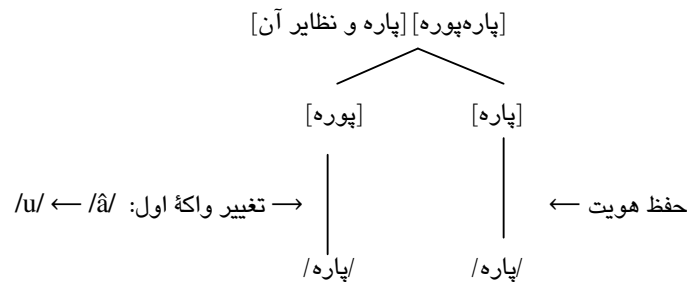 [پاره‌پوره] [پاره و نظایر آن]
[پاره] [پوره]
حفظ هویت ← → تغییر واکهٔ اول: /â/ ← /u/
/پاره/ /پاره/